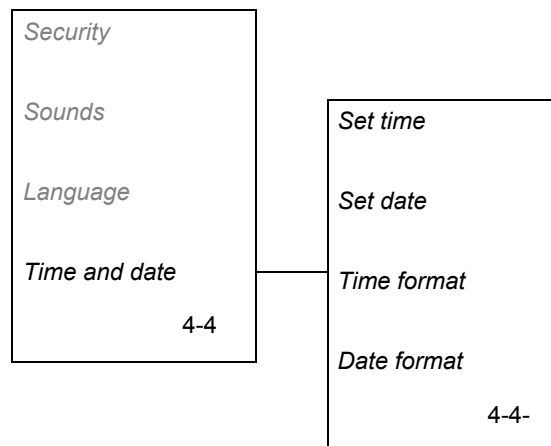 Security
Sounds
Language
Time and date
4-4
Set time
Set date
Time format
Date format
4-4-